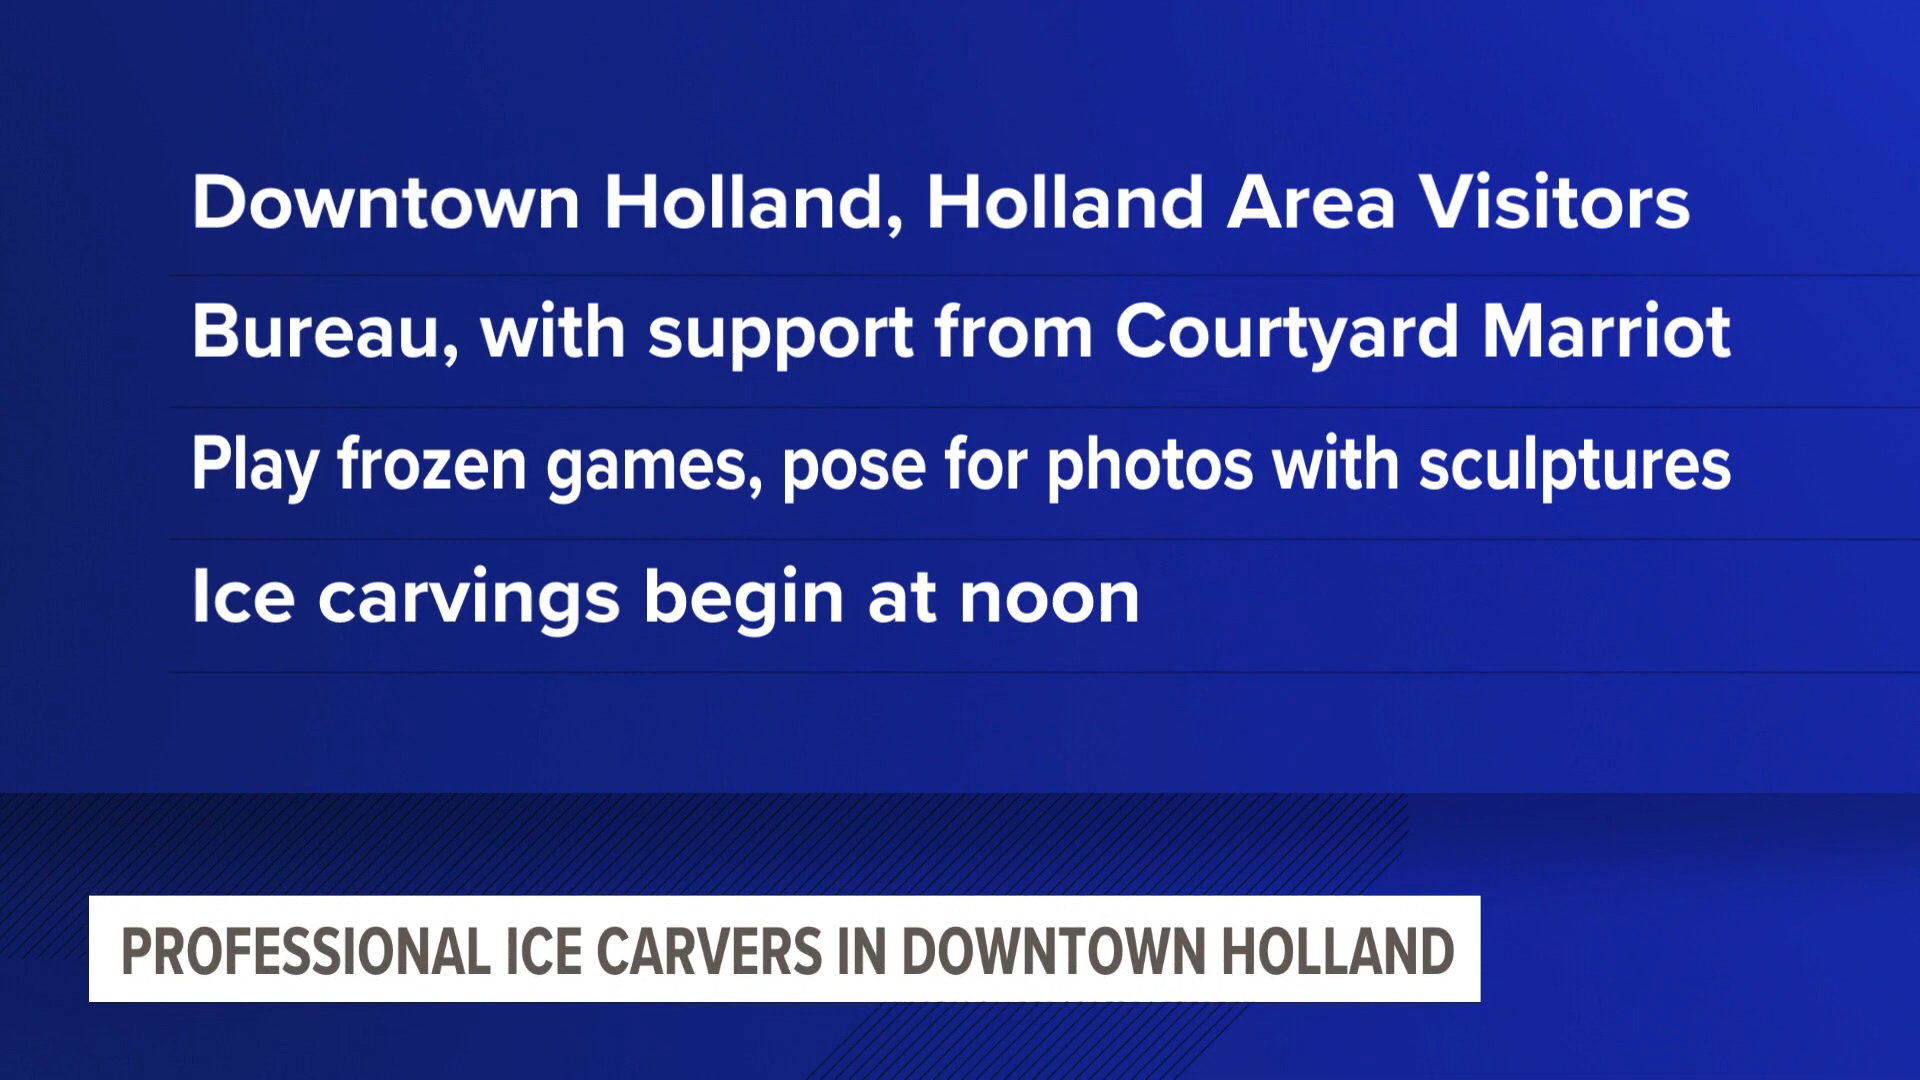 Downtown Holland, Holland Area Visitors
Bureau, with support from Courtyard Marriot
Play frozen games, pose for photos with sculptures
Ice carvings begin at noon
PROFESSIONAL ICE CARVERS IN DOWNTOWN HOLLAND